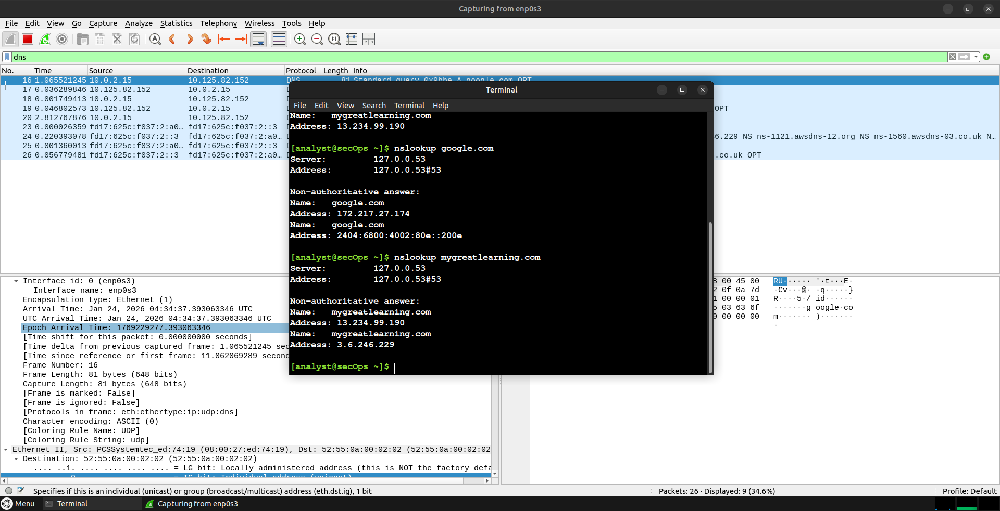 Capturing from enp0s3
File Edit View Go Capture Analyze Statistics Telephony Wireless Tools Help
dns
No. Time Source Destination Protocol Length Info
16 1.065521245 10.0.2.15 10.125.82.152 DNS 81 Standard query 0x9bbe A google.com OPT
17 0.036289846 10.125.82.152 10.0.2.15
18 0.001749413 10.0.2.15 10.125.82.152
19 0.046802573 10.125.82.152 10.0.2.15 OPT
20 2.812767876 10.0.2.15 10.125.82.152
23 0.000026359 fd17:625c:f037:2:a0… fd17:625c:f037:2::3
24 0.220393078 fd17:625c:f037:2::3 fd17:625c:f037:2:a0… 6.229 NS ns-1121.awsdns-12.org NS ns-1560.awsdns-03.co.uk N…
25 0.001360013 fd17:625c:f037:2:a0… fd17:625c:f037:2::3
26 0.056779481 fd17:625c:f037:2::3 fd17:625c:f037:2:a0… .co.uk OPT
Terminal
File Edit View Search Terminal Help
Name: mygreatlearning.com
Address: 13.234.99.190
[analyst@secOps ~]$ nslookup google.com
Server: 127.0.0.53
Address: 127.0.0.53#53
Non-authoritative answer:
Name: google.com
Address: 172.217.27.174
Name: google.com
Address: 2404:6800:4002:80e::200e
[analyst@secOps ~]$ nslookup mygreatlearning.com
Server: 127.0.0.53
Address: 127.0.0.53#53
Non-authoritative answer:
Name: mygreatlearning.com
Address: 13.234.99.190
Name: mygreatlearning.com
Address: 3.6.246.229
[analyst@secOps ~]$
Interface id: 0 (enp0s3)
Interface name: enp0s3
Encapsulation type: Ethernet (1)
Arrival Time: Jan 24, 2026 04:34:37.393063346 UTC
UTC Arrival Time: Jan 24, 2026 04:34:37.393063346 UTC
Epoch Arrival Time: 1769229277.393063346
[Time shift for this packet: 0.000000000 seconds]
[Time delta from previous captured frame: 1.065521245 sec
[Time since reference or first frame: 11.062069289 second
Frame Number: 16
Frame Length: 81 bytes (648 bits)
Capture Length: 81 bytes (648 bits)
[Frame is marked: False]
[Frame is ignored: False]
[Protocols in frame: eth:ethertype:ip:udp:dns]
Character encoding: ASCII (0)
[Coloring Rule Name: UDP]
[Coloring Rule String: udp]
Ethernet II, Src: PCSSystemtec_ed:74:19 (08:00:27:ed:74:19), Dst: 52:55:0a:00:02:02 (52:55:0a:00:02:02
Destination: 52:55:0a:00:02:02 (52:55:0a:00:02:02)
.... ..1. .... .... .... .... = LG bit: Locally administered address (this is NOT the factory defa
= IG bit: Individual address (unicast)
00 45 00 RU······'·t···E·
0f 0a 7d ·Cv···@· ·q·····}
00 00 01 R····5·/ id······
03 63 6f ·······g oogle·co
00 00 00 m······· )·······
·
Specifies if this is an individual (unicast) or group (broadcast/multicast) address (eth.dst.ig), 1 bit
Packets: 26 · Displayed: 9 (34.6%)
Profile: Default
Menu
Terminal
Capturing from enp0s3